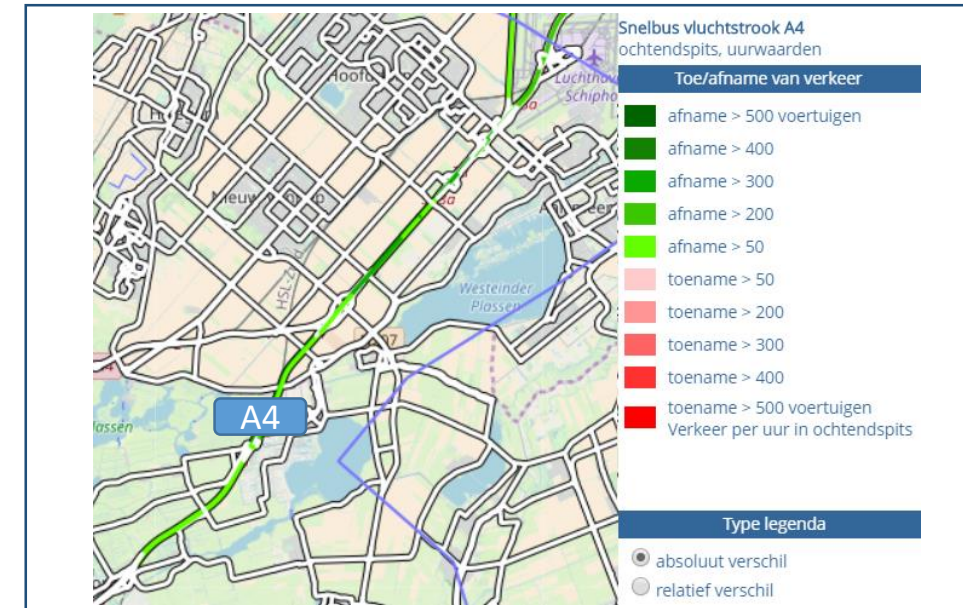 Snelbus vluchtstrook A4
ochtendspits, uurwaarden
Toe/afname van verkeer
afname > 500 voertuigen
afname > 400
afname > 300
afname > 200
afname > 50
toename > 50
toename > 200
toename > 300
toename > 400
toename > 500 voertuigen
Verkeer per uur in ochtendspits
Type legenda
absoluut verschil
relatief verschil
Westeinder
Plassen
A4